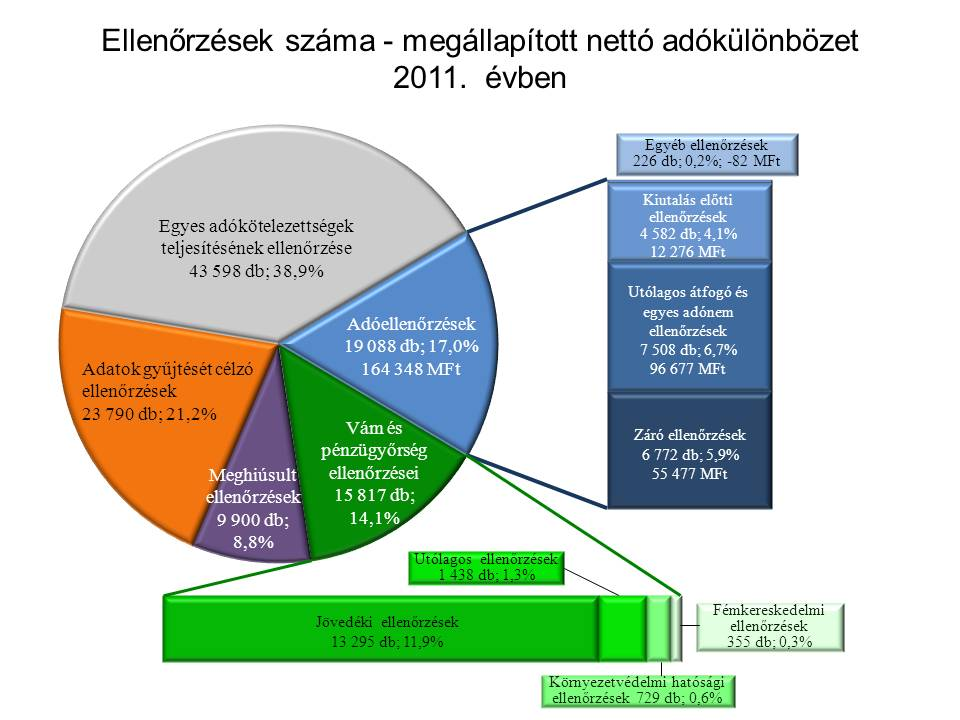 Ellenőrzések száma - megállapított nettó adókülönbözet
2011.  évben
Egyes adókötelezettségek
teljesítésének ellenőrzése
43 598 db; 38,9%
Adóellenőrzések
19 088 db; 17,0%
164 348 MFt
Adatok gyűjtését célzó
ellenőrzések
23 790 db; 21,2%
Meghiúsult
ellenőrzések
9 900 db;
8,8%
Vám és
pénzügyőrség
ellenőrzései
15 817 db;
14,1%
Egyéb ellenőrzések
226 db; 0,2%; -82 MFt
Kiutalás előtti
ellenőrzések
4 582 db; 4,1%
12 276 MFt
Utólagos átfogó és
egyes adónem
ellenőrzések
7 508 db; 6,7%
96 677 MFt
Záró ellenőrzések
6 772 db; 5,9%
55 477 MFt
Utólagos ellenőrzések
1 438 db; 1,3%
Jövedéki ellenőrzések
13 295 db; 11,9%
Fémkereskedelmi
ellenőrzések
355 db; 0,3%
Környezetvédelmi hatósági
ellenőrzések 729 db; 0,6%